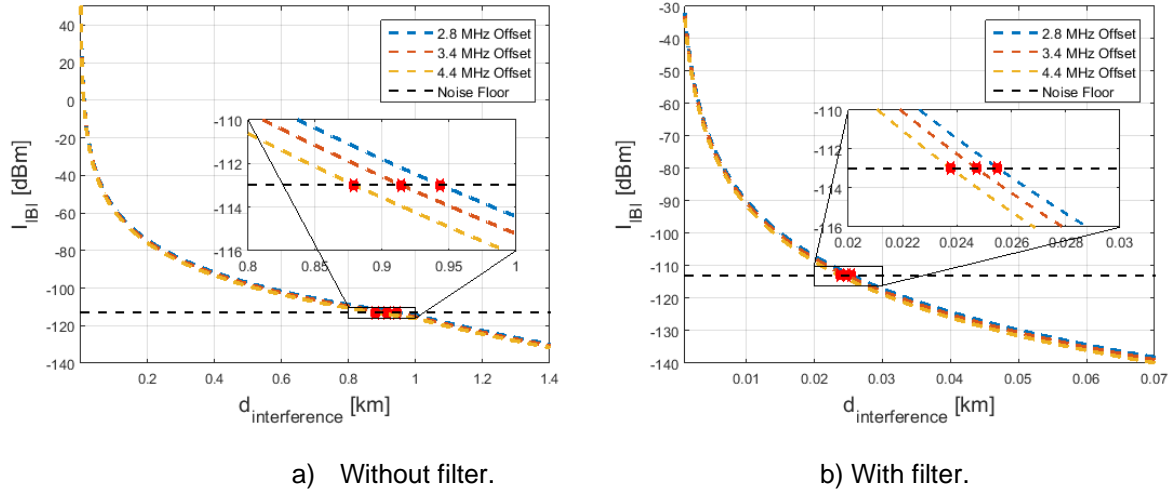 50
40
20
0
-20
-40
-60
-80
-100
-120
-140
I_IBI [dBm]
0.2 0.4 0.6 0.8 1 1.2 1.4
d_interference [km]
2.8 MHz Offset
3.4 MHz Offset
4.4 MHz Offset
Noise Floor
-110
-112
-114
-116
0.8 0.85 0.9 0.95 1
a) Without filter.
-30
-40
-50
-60
-70
-80
-90
-100
-110
-120
-130
-140
I_IBI [dBm]
0.01 0.02 0.03 0.04 0.05 0.06 0.07
d_interference [km]
2.8 MHz Offset
3.4 MHz Offset
4.4 MHz Offset
Noise Floor
-110
-112
-114
-116
0.02 0.022 0.024 0.026 0.028 0.03
b) With filter.